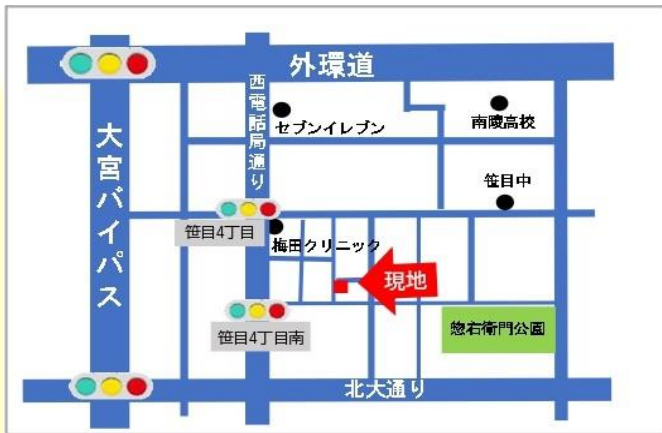 外環道
西電話局通り
セブンイレブン
南陵高校
大宮バイパス
笹目中
笹目4丁目
梅田クリニック
現地
笹目4丁目南
惣右衛門公園
北大通り